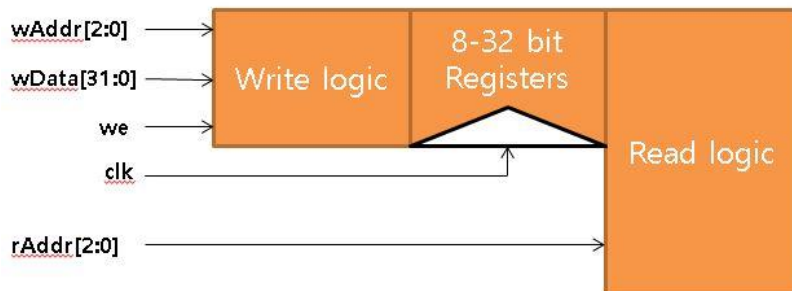 wAddr[2:0]
wData[31:0]
we
clk
rAddr[2:0]
Write logic
8-32 bit
Registers
Read logic